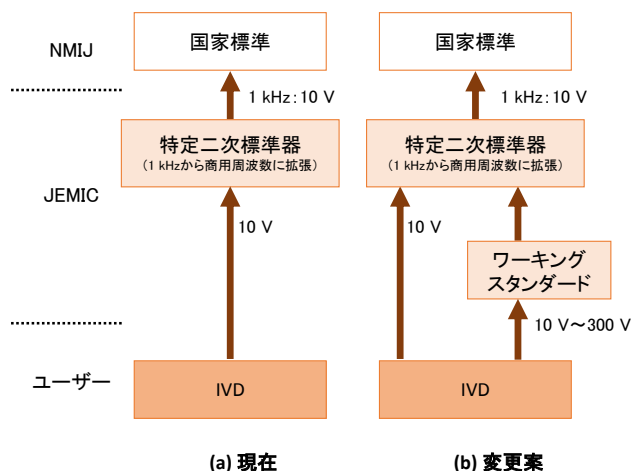 NMIJ
国家標準
国家標準
1 kHz：10 V
1 kHz：10 V
特定二次標準器
（1 kHzから商用周波数に拡張）
特定二次標準器
（1 kHzから商用周波数に拡張）
JEMIC
10 V
10 V
ワーキング
スタンダード
10 V～300 V
ユーザー
IVD
IVD
(a) 現在
(b) 変更案